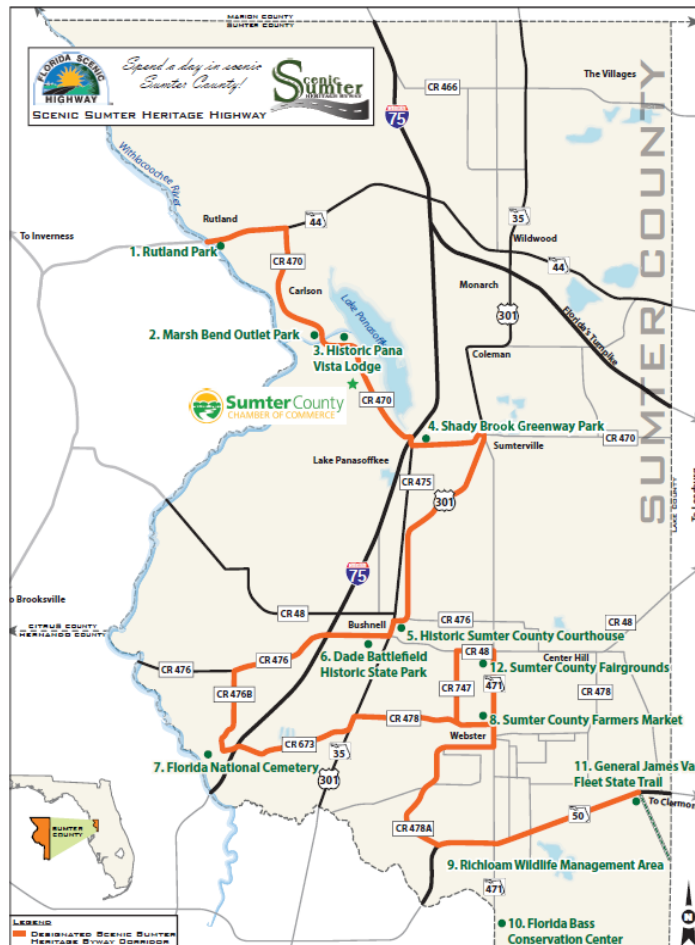 MARION COUNTY
SUMTER COUNTY
FLORIDA SCENIC
HIGHWAY
Spend a day in scenic
Sumter County!
Scenic
Sumter
HERITAGE BYWAY
SCENIC SUMTER HERITAGE HIGHWAY
SUMTER COUNTY
The Villages
CR 466
75
Withlacoochee River
Rutland
To Inverness
44
35
Wildwood
1. Rutland Park
CR 470
44
Carlson
Monarch
301
Florida's Turnpike
2. Marsh Bend Outlet Park
3. Historic Pana
Vista Lodge
Coleman
Sumter County
CHAMBER OF COMMERCE
CR 470
4. Shady Brook Greenway Park
CR 470
Lake Panasoffkee
Sumterville
CR 475
301
LAKE COUNTY
75
o Brooksville
CR 48
CITRUS COUNTY
HERNANDO COUNTY
Bushnell
CR 476
CR 48
5. Historic Sumter County Courthouse
CR 476
CR 476
6. Dade Battlefield
Historic State Park
CR 48
Center Hill
12. Sumter County Fairgrounds
CR 476B
CR 747
471
CR 478
CR 478
8. Sumter County Farmers Market
Webster
CR 673
35
7. Florida National Cemetery
301
11. General James Va
Fleet State Trail
To Clermo
SUMTER
COUNTY
CR 478A
50
9. Richloam Wildlife Management Area
471
10. Florida Bass
Conservation Center
N
LEGEND
DESIGNATED SCENIC SUMTER
HERITAGE BYWAY CORRIDOR